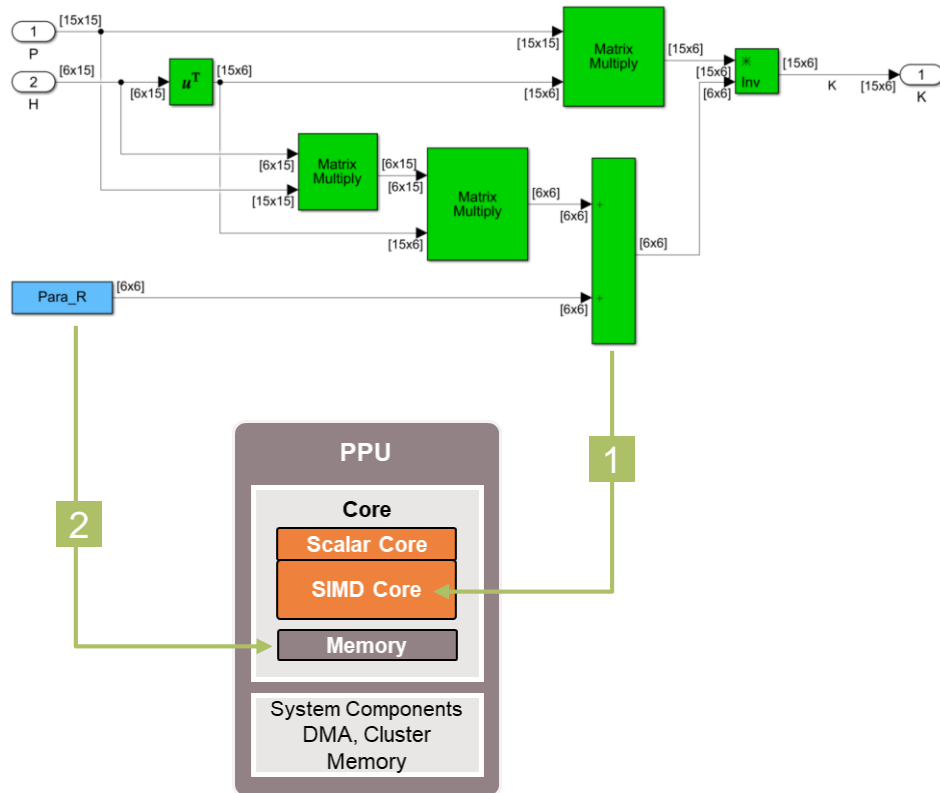 1
[15x15]
P
2
[6x15]
H
[6x15]
u^T
[15x6]
[15x15]
[15x6]
Matrix
Multiply
[15x6]
[15x6]
[6x6]
*
Inv
[15x6]
K
[15x6]
1
K
[6x15]
[15x15]
Matrix
Multiply
[6x15]
[6x15]
[15x6]
Matrix
Multiply
[6x6]
[6x6]
+
[6x6]
Para_R
[6x6]
[6x6]
+
1
2
PPU
Core
Scalar Core
SIMD Core
Memory
System Components
DMA, Cluster
Memory